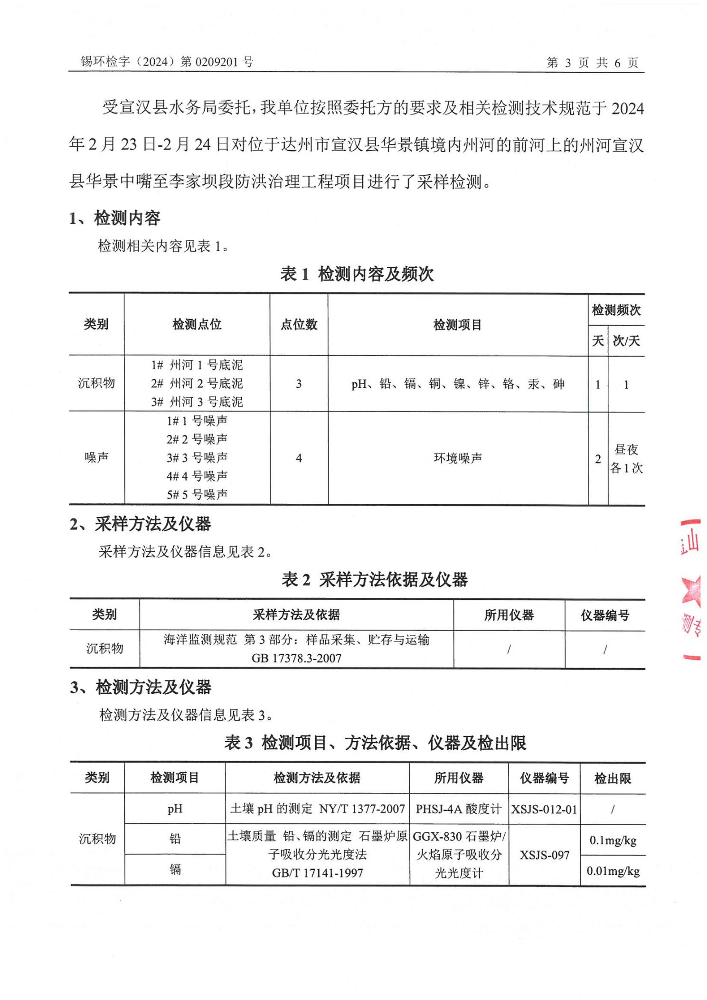 锡环检字（2024）第 0209201 号
第 3 页 共 6 页
受宣汉县水务局委托，我单位按照委托方的要求及相关检测技术规范于 2024
年 2 月 23 日-2 月 24 日对位于达州市宣汉县华景镇境内州河的前河上的州河宣汉
县华景中嘴至李家坝段防洪治理工程项目进行了采样检测。
1、检测内容
检测相关内容见表 1。
表 1 检测内容及频次
类别 检测点位 点位数 检测项目 检测频次
天 次/天
沉积物
1# 州河 1 号底泥
2# 州河 2 号底泥
3# 州河 3 号底泥
3
pH、铅、镉、铜、镍、锌、铬、汞、砷
1
1
噪声
1# 1 号噪声
2# 2 号噪声
3# 3 号噪声
4# 4 号噪声
5# 5 号噪声
4
环境噪声
2
昼夜
各 1 次
2、采样方法及仪器
采样方法及仪器信息见表 2。
表 2 采样方法依据及仪器
类别 采样方法及依据 所用仪器 仪器编号
沉积物
海洋监测规范 第 3 部分：样品采集、贮存与运输
GB 17378.3-2007
/
/
3、检测方法及仪器
检测方法及仪器信息见表 3。
表 3 检测项目、方法依据、仪器及检出限
类别 检测项目 检测方法及依据 所用仪器 仪器编号 检出限
沉积物
pH
土壤 pH 的测定 NY/T 1377-2007
PHSJ-4A 酸度计
XSJS-012-01
/
铅
镉
土壤质量 铅、镉的测定 石墨炉原
子吸收分光光度法
GB/T 17141-1997
GGX-830 石墨炉/
火焰原子吸收分
光光度计
XSJS-097
0.1mg/kg
0.01mg/kg
测专